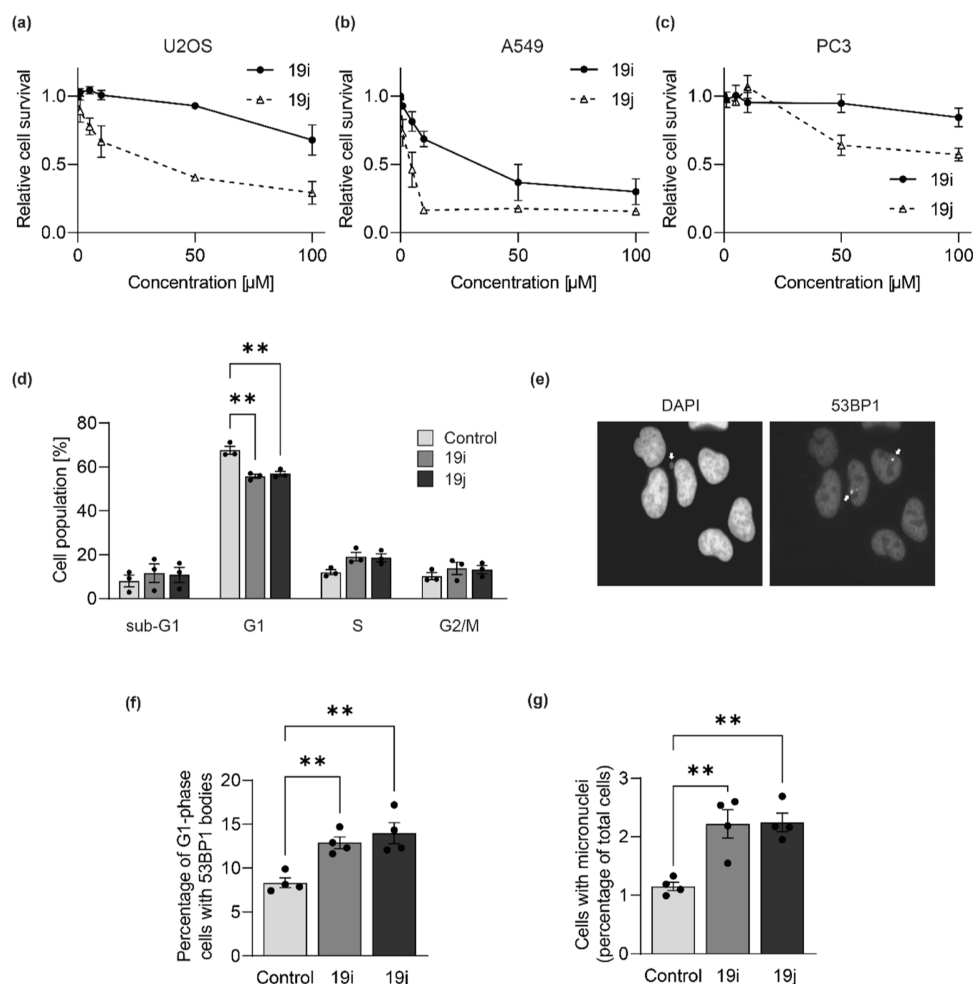 (a)
U2OS
19i
19j
Relative cell survival
1.0
0.5
0.0
0
50
100
Concentration [µM]
(b)
A549
19i
19j
Relative cell survival
1.0
0.5
0.0
0
50
100
Concentration [µM]
(c)
PC3
Relative cell survival
1.0
0.5
0.0
19i
19j
0
50
100
Concentration [µM]
(d)
** 
**
Cell population [%]
80
60
40
20
0
Control
19i
19j
sub-G1
G1
S
G2/M
(e)
DAPI
53BP1
(f)
**
**
Percentage of G1-phase
cells with 53BP1 bodies
20
15
10
5
0
Control
19i
19j
(g)
**
**
Cells with micronuclei
(percentage of total cells)
3
2
1
0
Control
19i
19j